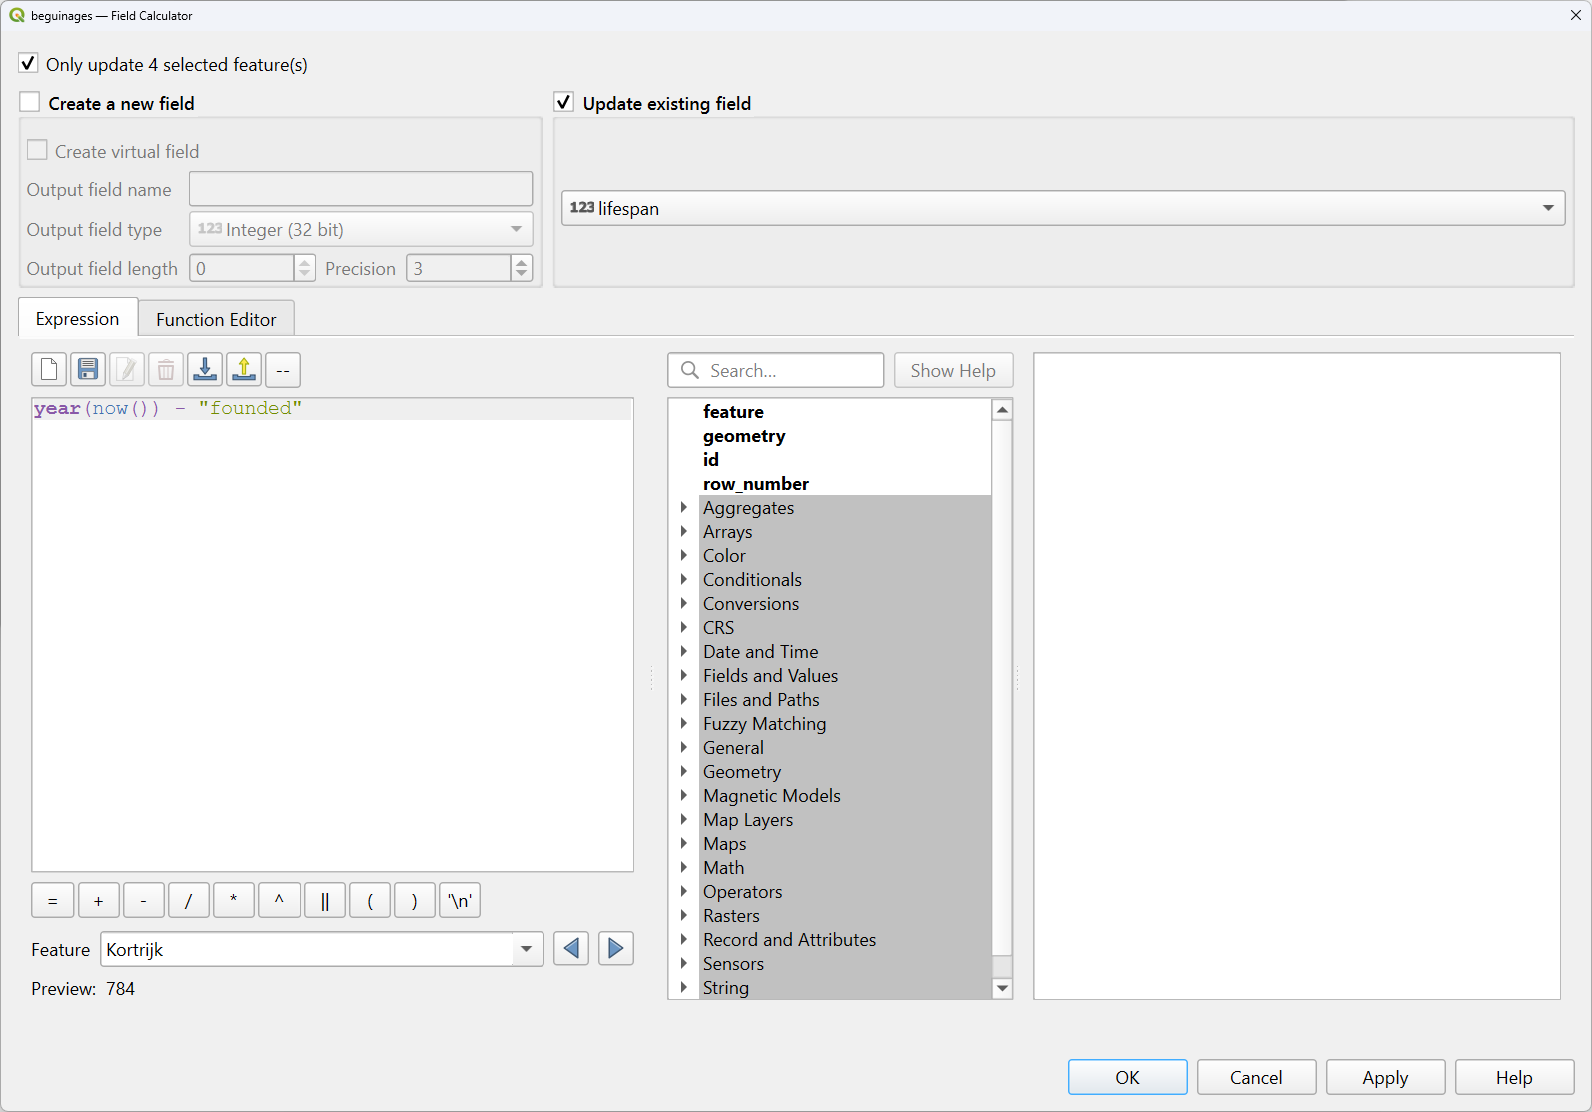 beguinages — Field Calculator
Only update 4 selected feature(s)
Create a new field
Update existing field
Create virtual field
Output field name
123 lifespan
Output field type
123 Integer (32 bit)
Output field length 0 Precision 3
Expression Function Editor
-- Search... Show Help
year(now()) - "founded"
feature
geometry
id
row_number
Aggregates
Arrays
Color
Conditionals
Conversions
CRS
Date and Time
Fields and Values
Files and Paths
Fuzzy Matching
General
Geometry
Magnetic Models
Map Layers
Maps
Math
Operators
Rasters
Record and Attributes
Sensors
String
= + - / * ^ || ( ) '\n'
Feature Kortrijk
Preview: 784
OK Cancel Apply Help